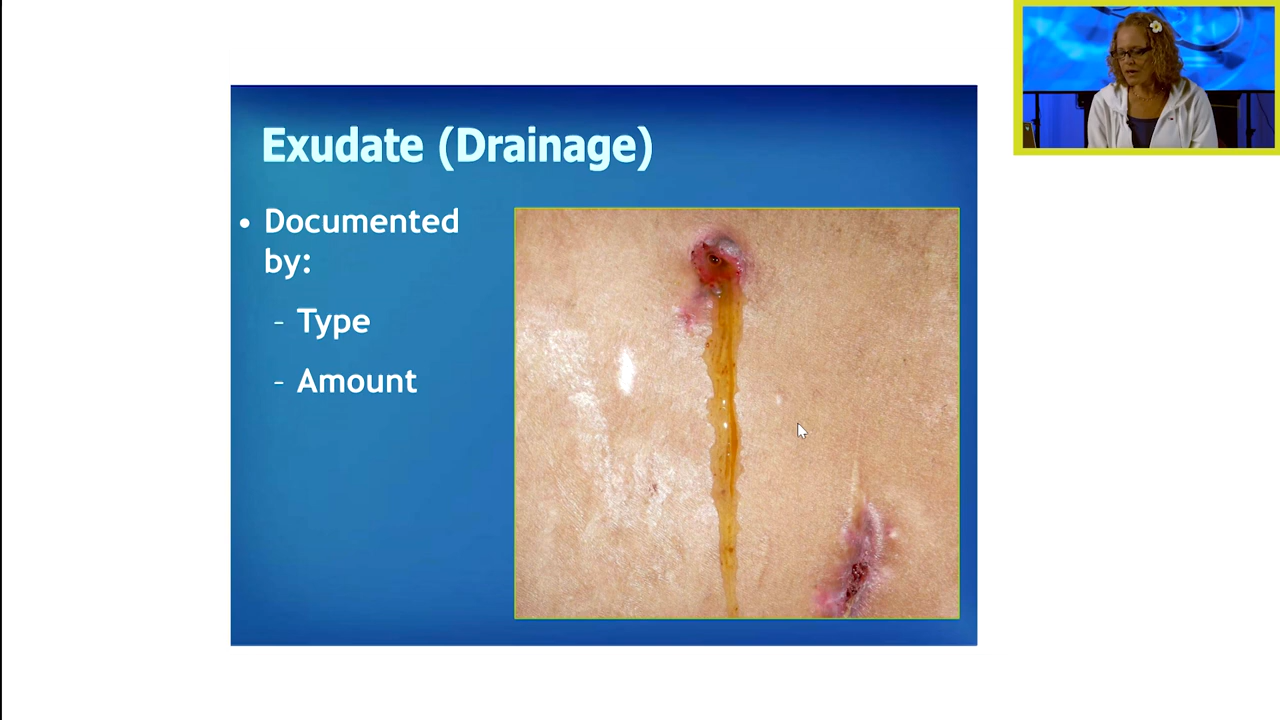 Exudate (Drainage)
• Documented
by:
– Type
– Amount